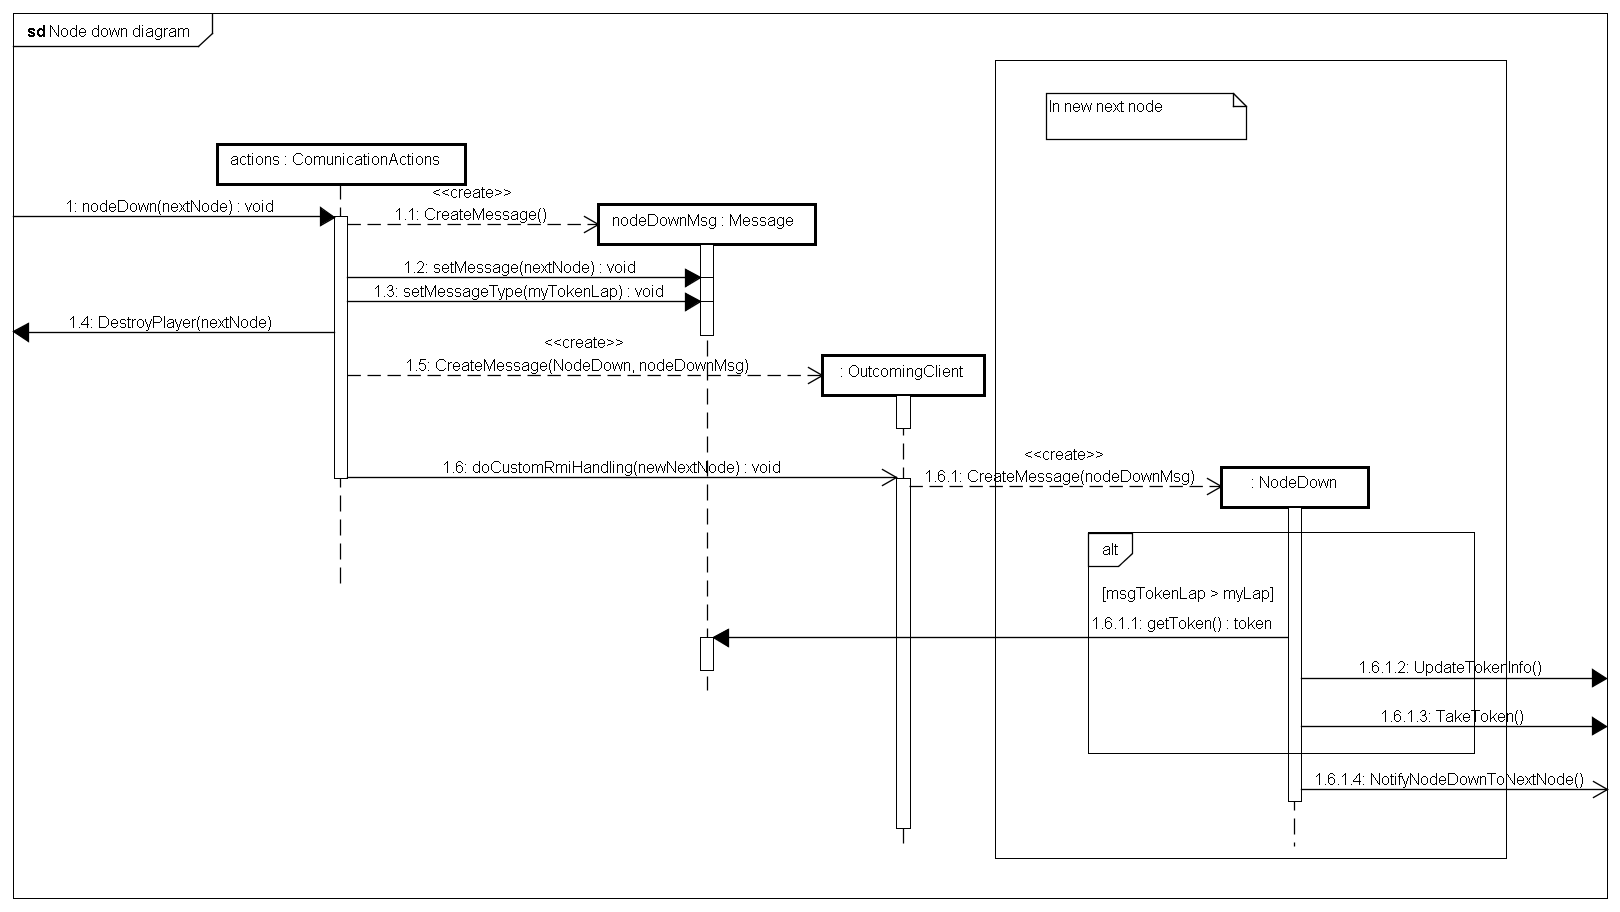 sd Node down diagram
In new next node
actions : ComunicationActions
<<create>>
1: nodeDown(nextNode) : void
1.1: CreateMessage()
nodeDownMsg : Message
1.2: setMessage(nextNode) : void
1.3: setMessageType(myTokenLap) : void
1.4: DestroyPlayer(nextNode)
<<create>>
1.5: CreateMessage(NodeDown, nodeDownMsg)
: OutcomingClient
<<create>>
1.6: doCustomRmiHandling(newNextNode) : void
1.6.1: CreateMessage(nodeDownMsg)
: NodeDown
alt
[msgTokenLap > myLap]
1.6.1.1: getToken() : token
1.6.1.2: UpdateTokenInfo()
1.6.1.3: TakeToken()
1.6.1.4: NotifyNodeDownToNextNode()